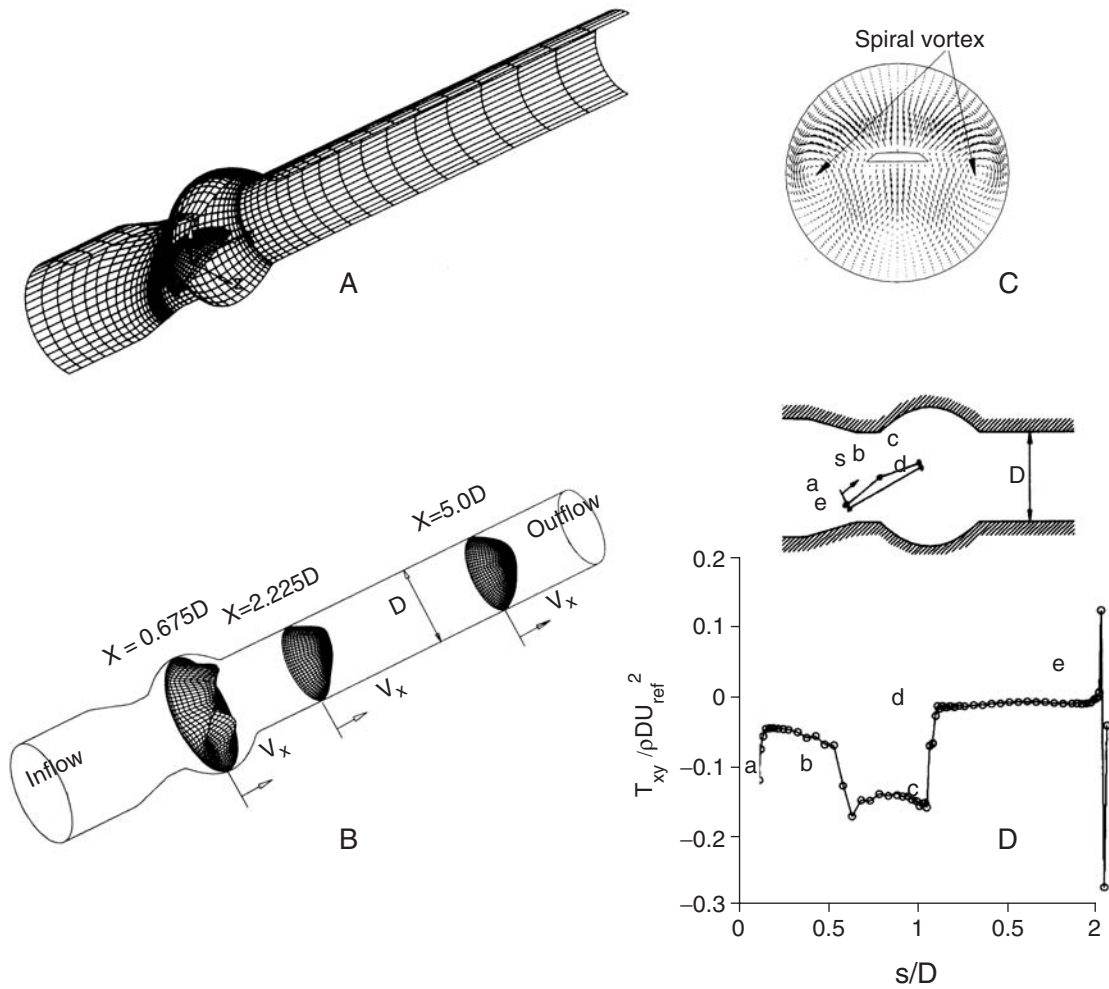 Spiral vortex
A
C
X = 0.675D
X=2.225D
X=5.0D
Inflow
Outflow
D
V_x
V_x
V_x
B
a
s
b
c
d
e
D
T_xy /ρDU_ref^2
0.2
0.1
0
−0.1
−0.2
−0.3
a
b
c
d
e
D
0
0.5
1
0.5
2
s/D